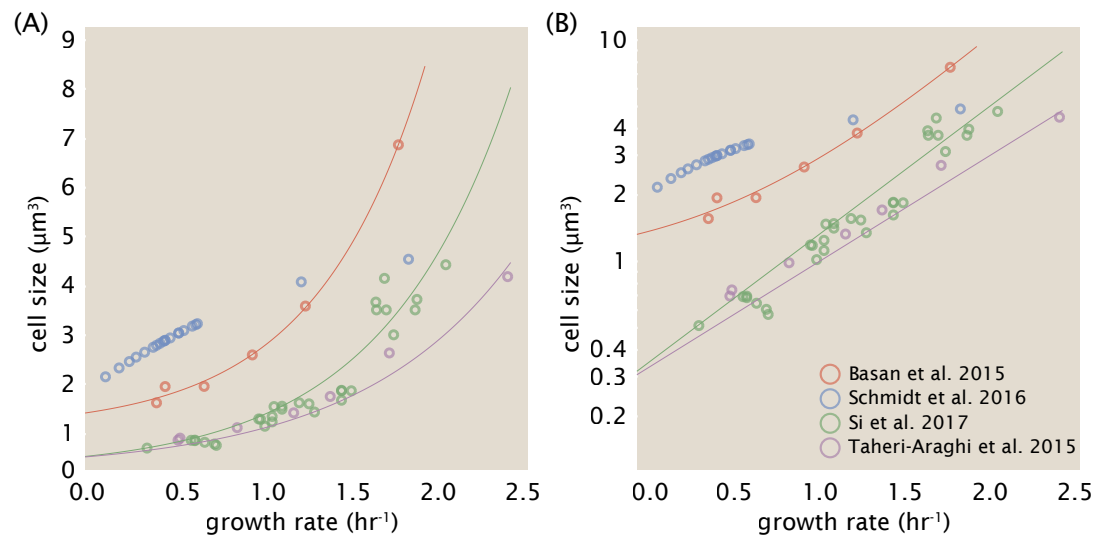 (A)
cell size (µm³)
9
8
7
6
5
4
3
2
1
0
0.0 0.5 1.0 1.5 2.0 2.5
growth rate (hr⁻¹)
(B)
cell size (µm³)
10
4
3
2
1
0.4
0.3
0.2
Basan et al. 2015
Schmidt et al. 2016
Si et al. 2017
Taheri-Araghi et al. 2015
0.0 0.5 1.0 1.5 2.0 2.5
growth rate (hr⁻¹)